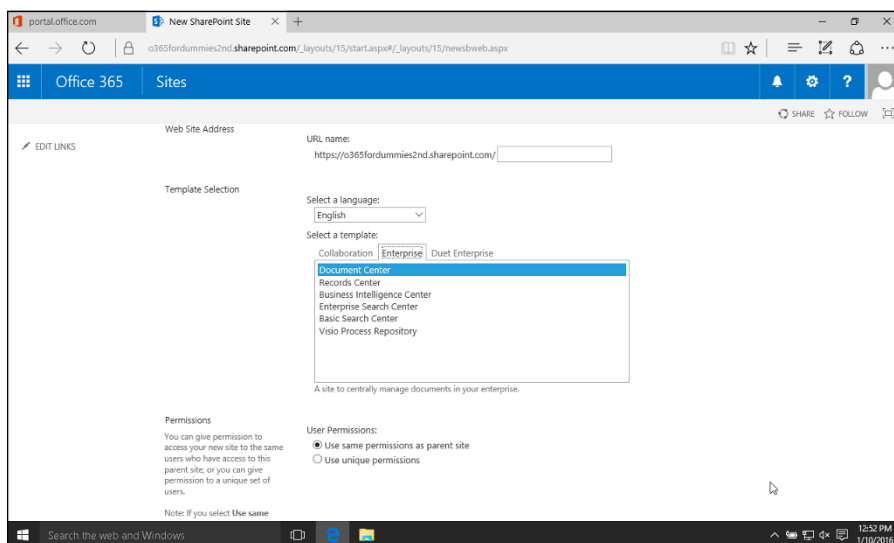 portal.office.com
New SharePoint Site
o365fordummies2nd.sharepoint.com/_layouts/15/start.aspx#/_layouts/15/newsbweb.aspx
Office 365
Sites
?
SHARE
FOLLOW
EDIT LINKS
Web Site Address
URL name:
https://o365fordummies2nd.sharepoint.com/
Template Selection
Select a language:
English
Select a template:
Collaboration Enterprise Duet Enterprise
Document Center
Records Center
Business Intelligence Center
Enterprise Search Center
Basic Search Center
Visio Process Repository
A site to centrally manage documents in your enterprise.
Permissions
You can give permission to
access your new site to the same
users who have access to this
parent site, or you can give
permission to a unique set of
users.
Note: If you select Use same
User Permissions:
Use same permissions as parent site
Use unique permissions
Search the web and Windows
12:52 PM
1/10/2016